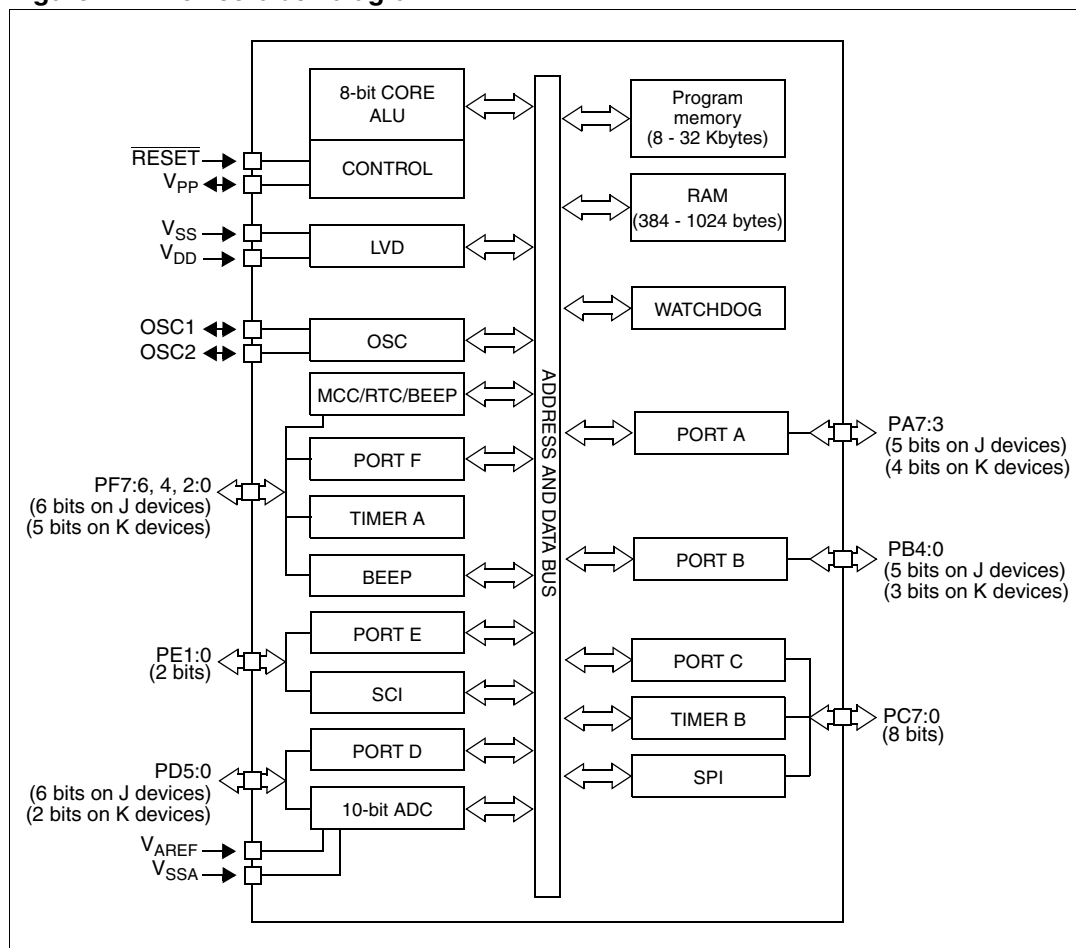 8-bit CORE
ALU
CONTROL
RESET
VPP
VSS
VDD
LVD
OSC1
OSC2
OSC
MCC/RTC/BEEP
PORT F
TIMER A
BEEP
PF7:6, 4, 2:0
(6 bits on J devices)
(5 bits on K devices)
PORT E
SCI
PE1:0
(2 bits)
PORT D
10-bit ADC
PD5:0
(6 bits on J devices)
(2 bits on K devices)
VAREF
VSSA
ADDRESS AND DATA BUS
Program
memory
(8 - 32 Kbytes)
RAM
(384 - 1024 bytes)
WATCHDOG
PORT A
PA7:3
(5 bits on J devices)
(4 bits on K devices)
PORT B
PB4:0
(5 bits on J devices)
(3 bits on K devices)
PORT C
TIMER B
SPI
PC7:0
(8 bits)